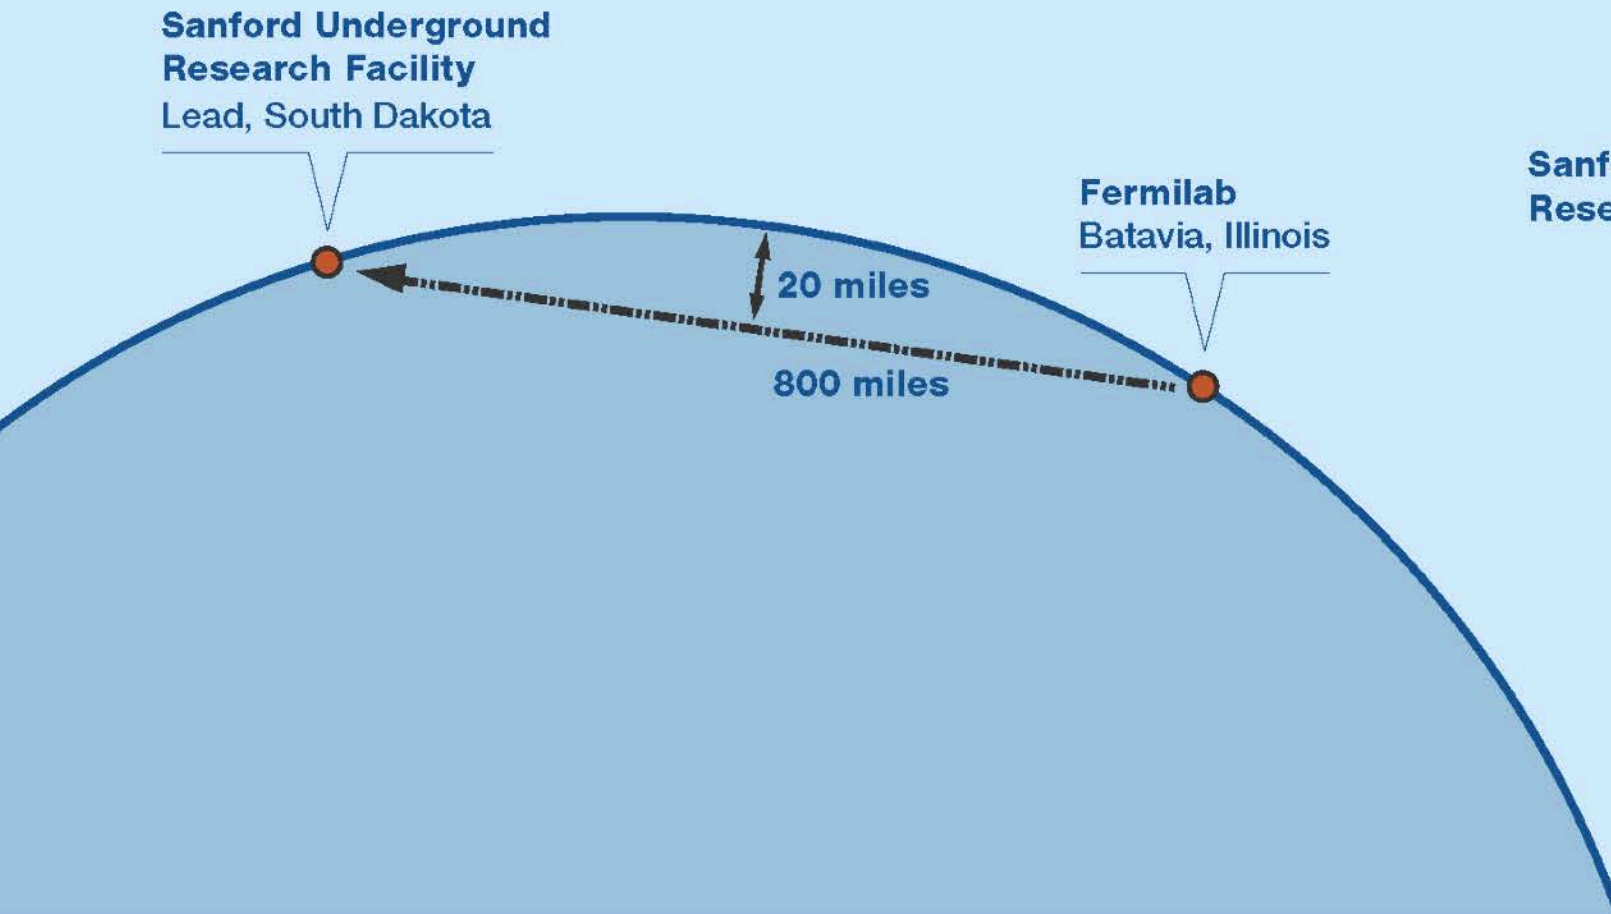 Sanford Underground
Research Facility
Lead, South Dakota
Fermilab
Batavia, Illinois
20 miles
800 miles